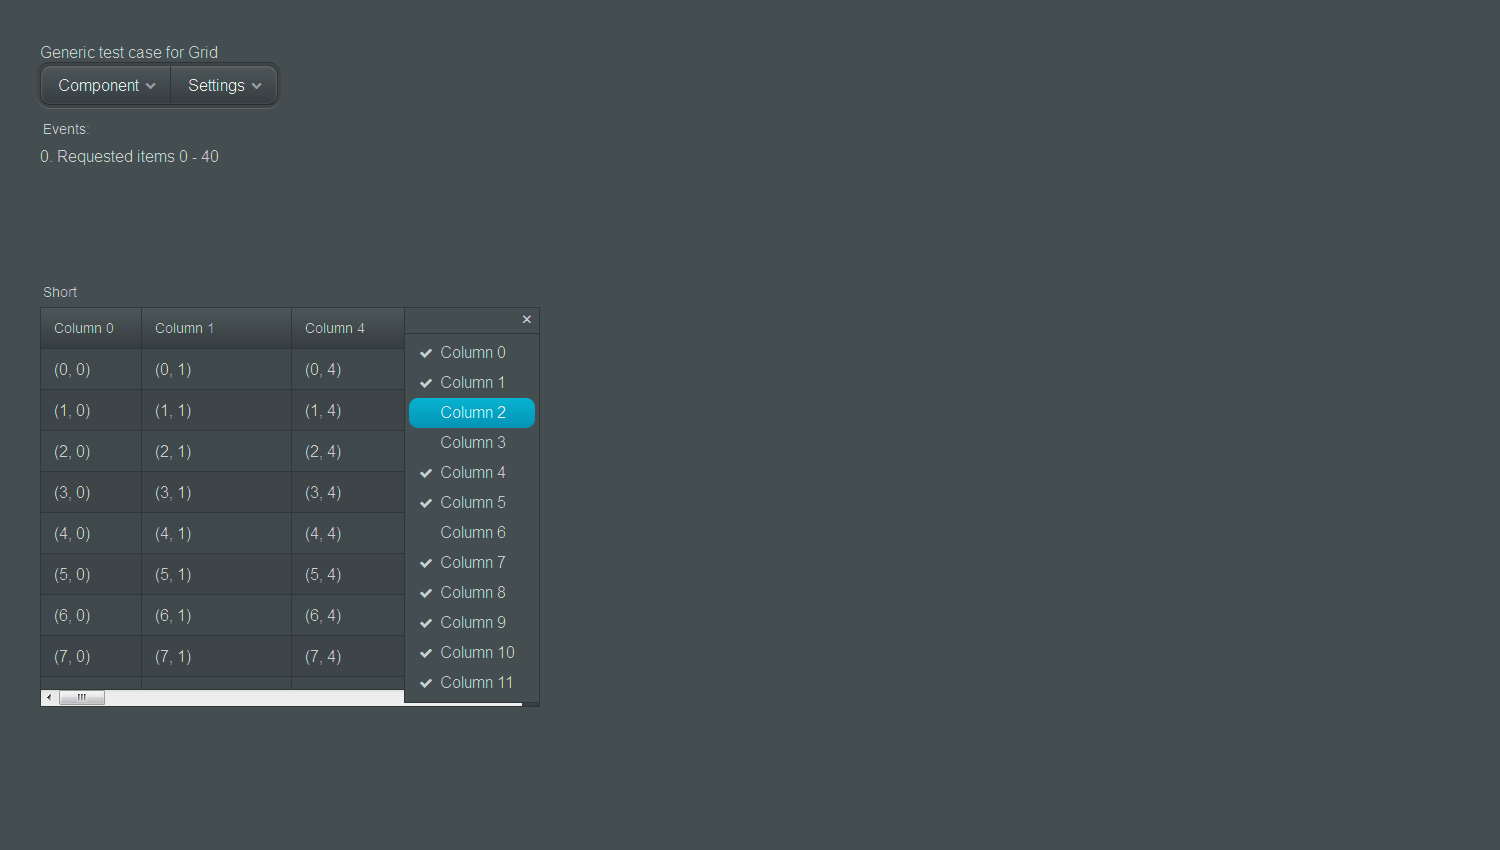 Generic test case for Grid
Component Settings
Events:
0. Requested items 0 - 40
Short
Column 0 Column 1 Column 4
(0, 0) (0, 1) (0, 4)
(1, 0) (1, 1) (1, 4)
(2, 0) (2, 1) (2, 4)
(3, 0) (3, 1) (3, 4)
(4, 0) (4, 1) (4, 4)
(5, 0) (5, 1) (5, 4)
(6, 0) (6, 1) (6, 4)
(7, 0) (7, 1) (7, 4)
Column 0
Column 1
Column 2
Column 3
Column 4
Column 5
Column 6
Column 7
Column 8
Column 9
Column 10
Column 11